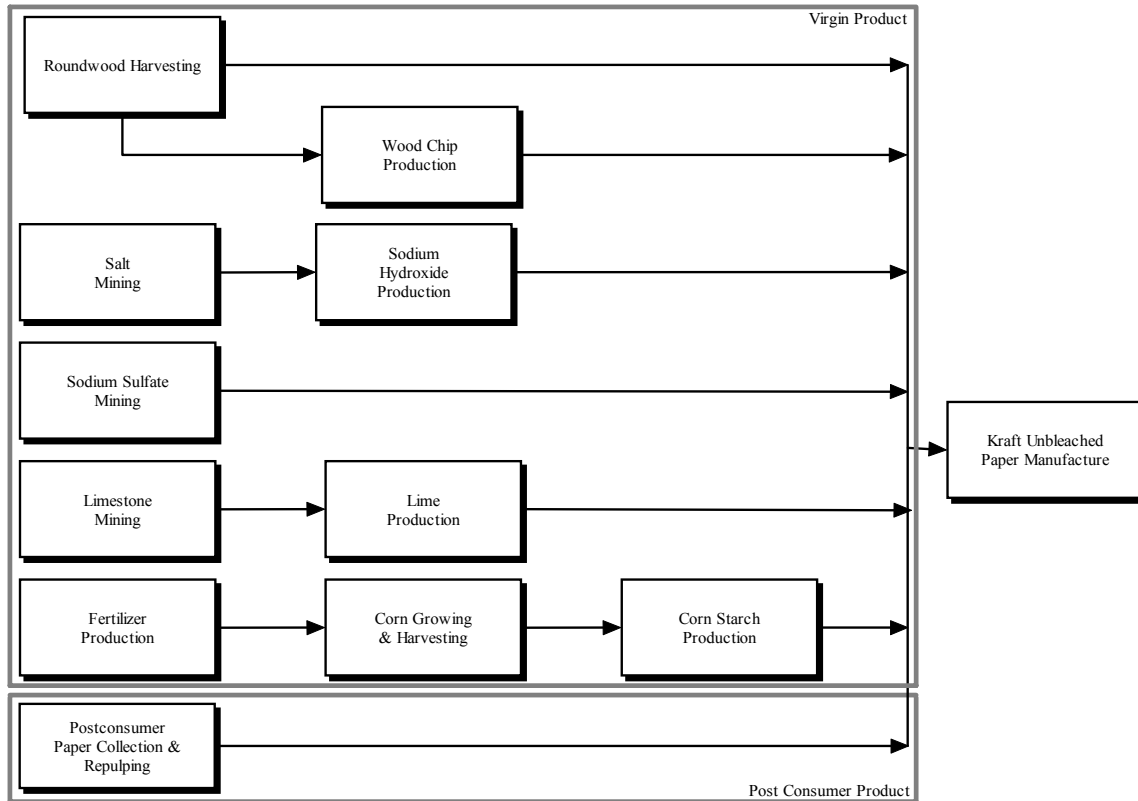 Virgin Product
Roundwood Harvesting
Wood Chip
Production
Salt
Mining
Sodium
Hydroxide
Production
Sodium Sulfate
Mining
Kraft Unbleached
Paper Manufacture
Limestone
Mining
Lime
Production
Fertilizer
Production
Corn Growing
& Harvesting
Corn Starch
Production
Postconsumer
Paper Collection &
Repulping
Post Consumer Product